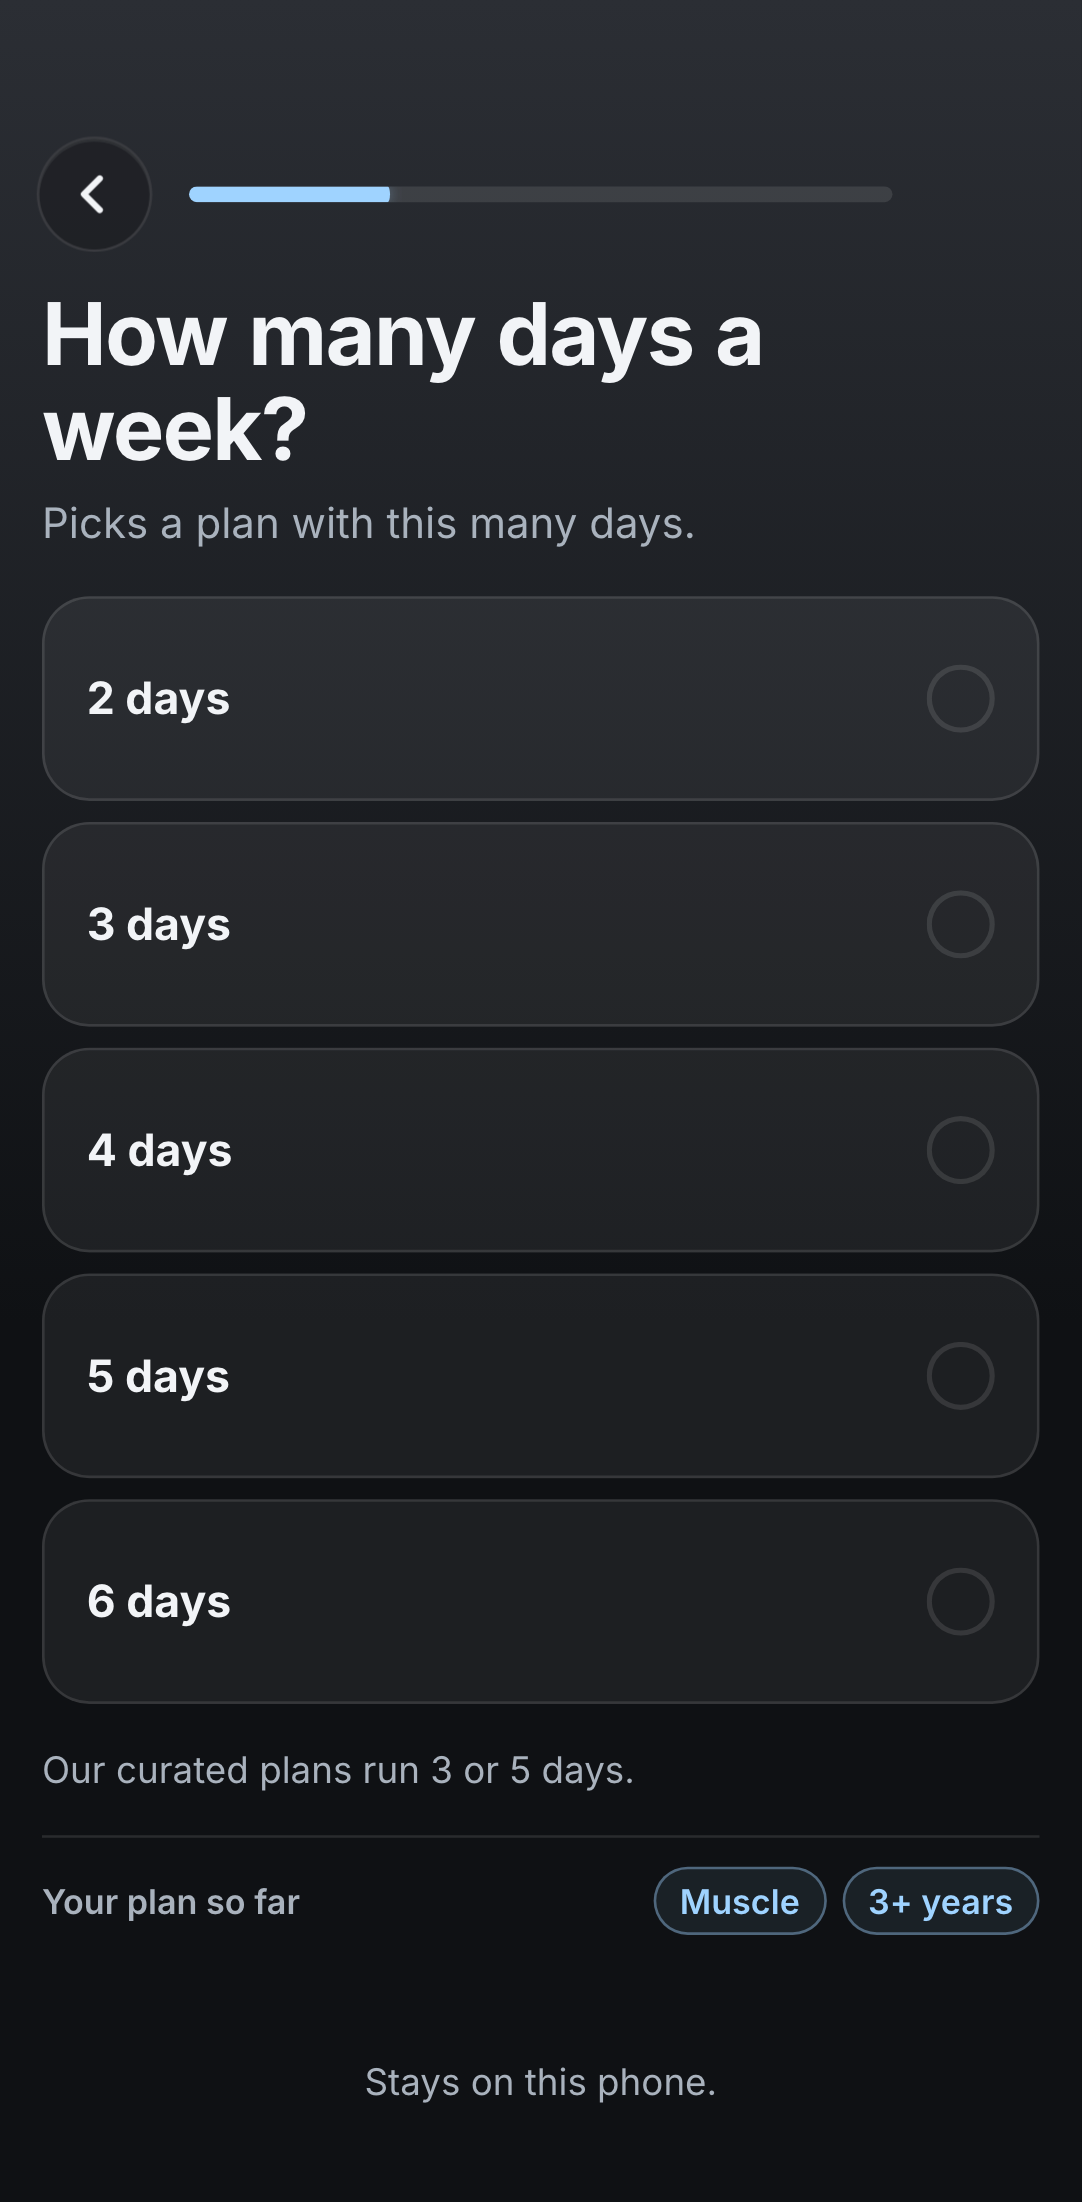 How many days a
week?
Picks a plan with this many days.
2 days
3 days
4 days
5 days
6 days
Our curated plans run 3 or 5 days.
Your plan so far
Muscle
3+ years
Stays on this phone.